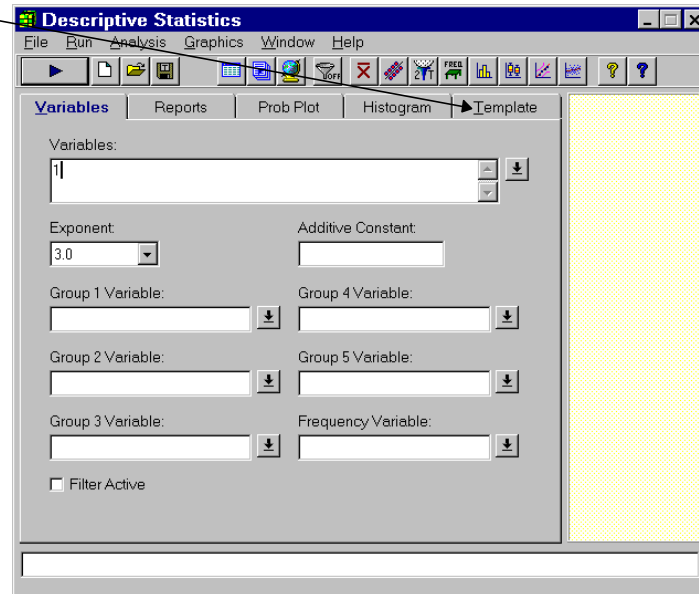 Descriptive Statistics
File Run Analysis Graphics Window Help
OFF 2YT FREQ ? ?
Variables Reports Prob Plot Histogram Template
Variables:
1
Exponent: Additive Constant:
3.0
Group 1 Variable: Group 4 Variable:
Group 2 Variable: Group 5 Variable:
Group 3 Variable: Frequency Variable:
Filter Active